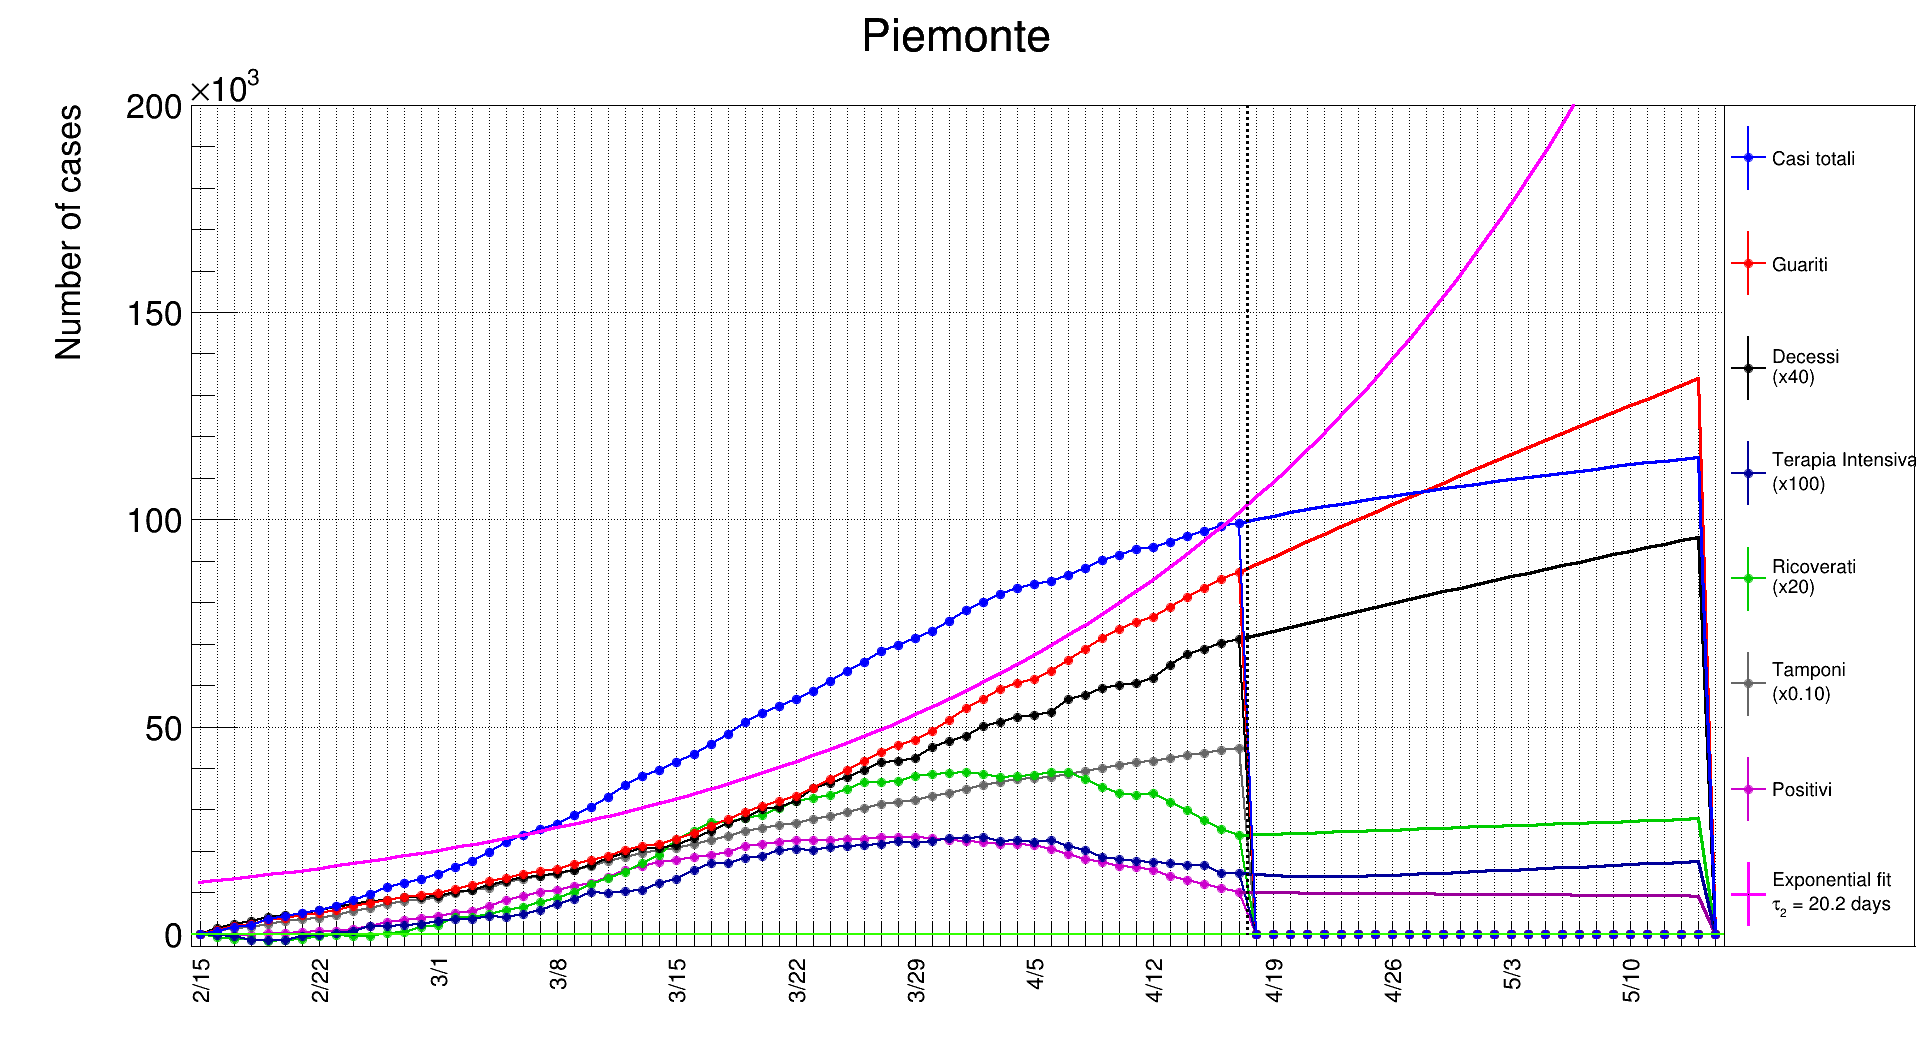 Piemonte
×10³
Number of cases
200
150
100
50
0
2/15
2/22
3/1
3/8
3/15
3/22
3/29
4/5
4/12
4/19
4/26
5/3
5/10
Casi totali
Guariti
Decessi
(x40)
Terapia Intensiva
(x100)
Ricoverati
(x20)
Tamponi
(x0.10)
Positivi
Exponential fit
τ₂ = 20.2 days